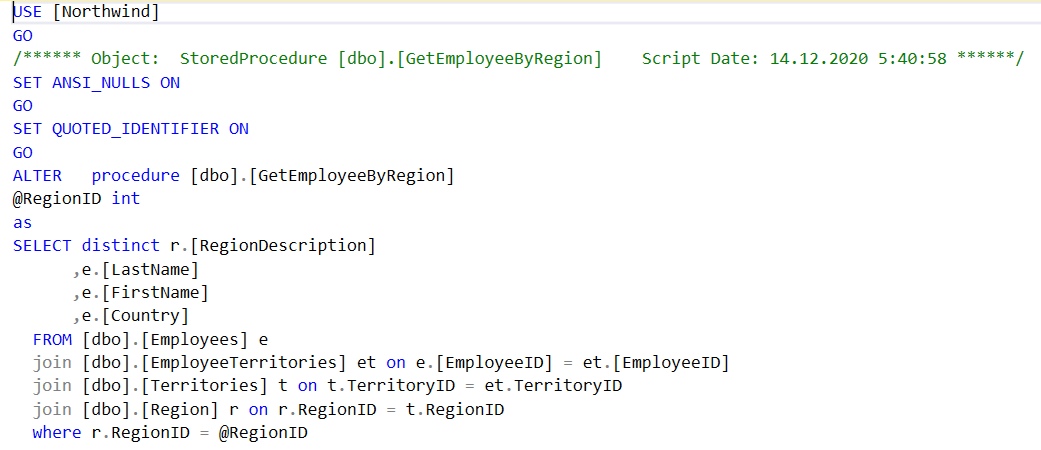 USE [Northwind]
GO
/****** Object:  StoredProcedure [dbo].[GetEmployeeByRegion]    Script Date: 14.12.2020 5:40:58 ******/
SET ANSI_NULLS ON
GO
SET QUOTED_IDENTIFIER ON
GO
ALTER   procedure [dbo].[GetEmployeeByRegion]
@RegionID int
as
SELECT distinct r.[RegionDescription]
      ,e.[LastName]
      ,e.[FirstName]
      ,e.[Country]
  FROM [dbo].[Employees] e
  join [dbo].[EmployeeTerritories] et on e.[EmployeeID] = et.[EmployeeID]
  join [dbo].[Territories] t on t.TerritoryID = et.TerritoryID
  join [dbo].[Region] r on r.RegionID = t.RegionID
  where r.RegionID = @RegionID